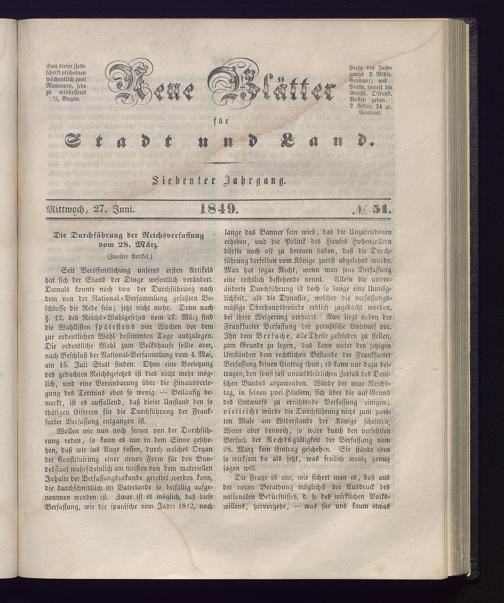 Von dieser Zeit-
schrift erscheinen
wöchentlich zwei
Nummern, jede
zu mindestens
¾ Bogen.
Preis des Jahr-
gangs 2 Rthlr.
Courant; mit
Porto, soweit die
Großh. Oldenb.
Posten gehen,
2 Rthlr. 24 gr.
Courant.
Neue Blätter
für
Stadt und Land.
Siebenter Jahrgang.
Mittwoch, 27. Juni. 1849. № 51.
Die Durchführung der Reichsverfassung
vom 28. März
(Zweiter Artikel.)
Seit Veröffentlichung unseres ersten Artikels
hat sich der Stand der Dinge wesentlich verändert.
Damals konnte noch von der Durchführung nach
dem von der National-Versammlung gefaßten Be-
schlüsse die Rede sein; jetzt nicht mehr. Denn nach
§. 12. des Reichs-Wahlgesetzes vom 27. März sind
die Wahllisten spätestens vier Wochen vor dem
zur ordentlichen Wahl bestimmten Tage auszulegen.
Die ordentliche Wahl zum Volkshause sollte aber,
nach Beschluß der National-Versammlung vom 4. Mai,
am 15. Juli Statt finden. Ohne eine Verletzung
des gedachten Reichsgesetzes ist dies nicht mehr mög-
lich, und eine Vereinbarung über die Hinausverle-
gung des Termins eben so wenig. — Beiläufig be-
merkt, ist es auffallend, daß dieser Umstand den so
thätigen Eiferern für die Durchführung der Frank-
furter Verfassung entgangen ist.
Wollen wir nun noch ferner von der Durchfüh-
rung reden, so kann es nur in dem Sinne gesche-
hen, daß wir ins Auge fassen, durch welches Organ
der Constituirung einer neuen Form für den Bun-
desstaat wahrscheinlich am meisten von dem materiellen
Inhalte der Verfassungsurkunde gerettet werden kann,
die durchschnittlich im Vaterlande so beifällig aufge-
nommen worden ist. Zwar ist es möglich, daß diese
Verfassung, wie die spanische vom Jahr 1812, noch
lange das Banner sein wird, das die Unzufriedenen
erheben, und die Politik des Hauses Hohenzollern
dürfte noch oft zu bereuen haben, daß die Durch-
führung derselben vom Könige zuerst abgelehnt wurde.
Man hat sogar Recht, wenn man jene Verfassung
eine rechtlich bestehende nennt. Allein die unver-
änderte Durchführung ist doch so lange eine Unmög-
lichkeit, als die Dynastie, welcher die verfassungs-
mäßige Oberhauptswürde erblich zugedacht worden,
bei ihrer Weigerung verharrt. Nun liegt neben der
Frankfurter Verfassung der preußische Entwurf vor.
Ihn dem Versuche, alle Theile zufrieden zu stellen,
zum Grunde zu legen; das kann unter den jetzigen
Umständen dem rechtlichen Bestande der Frankfurter
Verfassung keinen Eintrag thun; es kann nur dazu bei-
tragen, den sonst fast unausbleiblichen Zerfall des Deut-
schen Bundes abzuwenden. Würde der neue Reichs-
tag, in seinen zwei Häusern, sich über die auf Grund
des Entwurfs zu errichtende Verfassung einigen;
vielleicht würde die Durchführung nicht zum zwei-
ten Male am Widerstand der Könige scheitern.
Wenn aber dennoch, so wäre durch den verfehlten
Versuch der Rechtsgültigkeit der Verfassung vom
28. März kein Eintrag geschehen. Sie stände eben
so wirksam da als jetzt, was freilich wenig genug
sagen will.
Die Frage ist nur, wie sichert man es, daß aus
der neuen Berathung möglichst der Ausdruck des
nationalen Bedürfnisses, d. h. des wirklichen Volks-
willens, hervorgehe, — was für uns kaum etwas